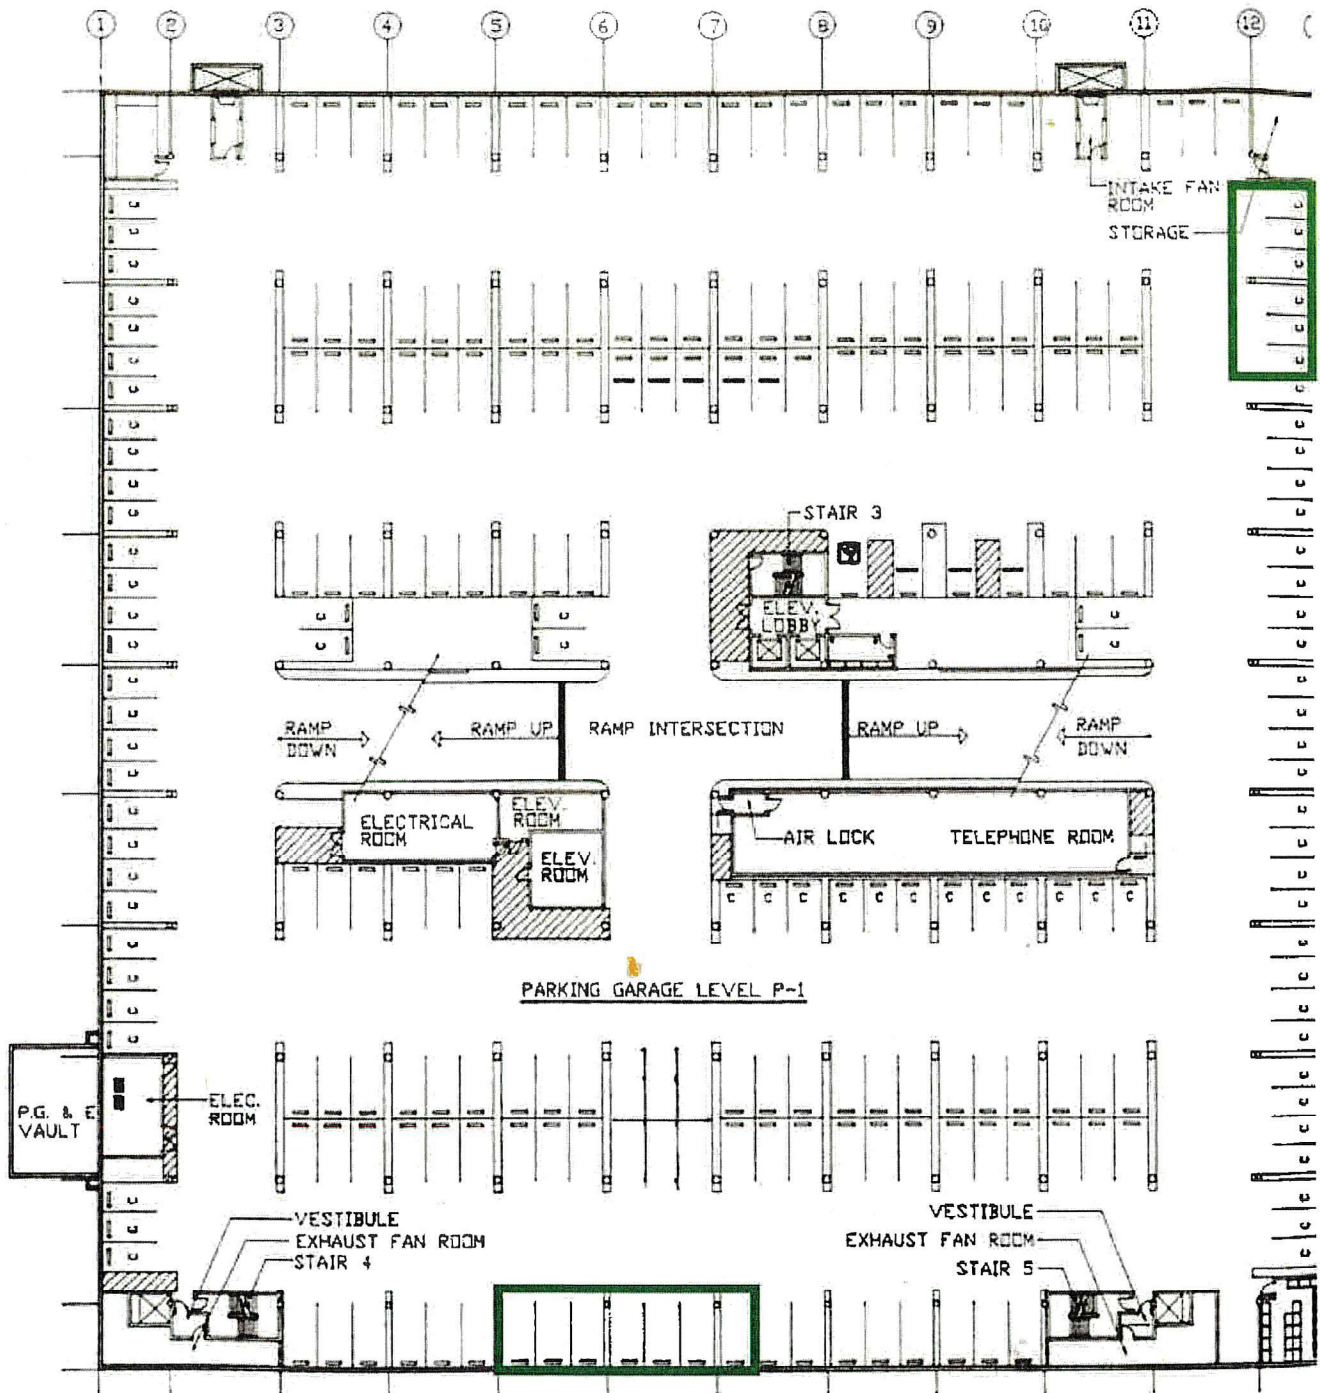 1 2 3 4 5 6 7 8 9 10 11 12
INTAKE FAN
ROOM
STORAGE
STAIR 3
ELEV.
LOBBY
RAMP
DOWN
RAMP UP
RAMP INTERSECTION
RAMP UP
RAMP
DOWN
ELECTRICAL
ROOM
ELEV.
ROOM
ELEV.
ROOM
AIR LOCK
TELEPHONE ROOM
PARKING GARAGE LEVEL P-1
P.G. & E
VAULT
ELEC.
ROOM
VESTIBULE
EXHAUST FAN ROOM
STAIR 4
VESTIBULE
EXHAUST FAN ROOM
STAIR 5